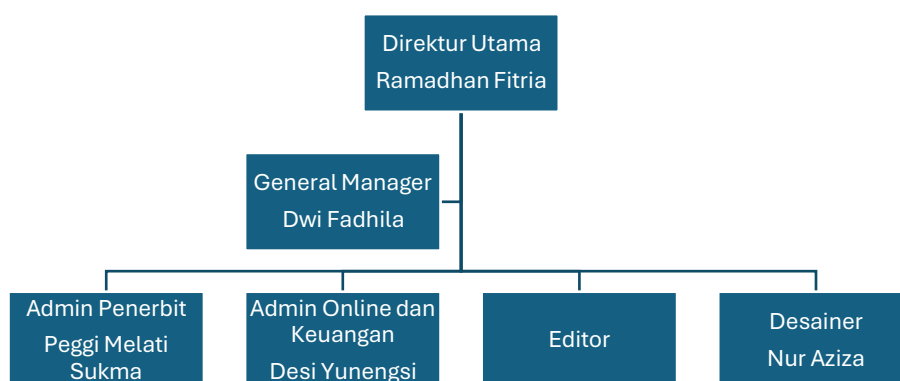 Direktur Utama
Ramadhan Fitria
General Manager
Dwi Fadhila
Admin Penerbit
Peggi Melati
Sukma
Admin Online dan
Keuangan
Desi Yunengsi
Editor
Desainer
Nur Aziza